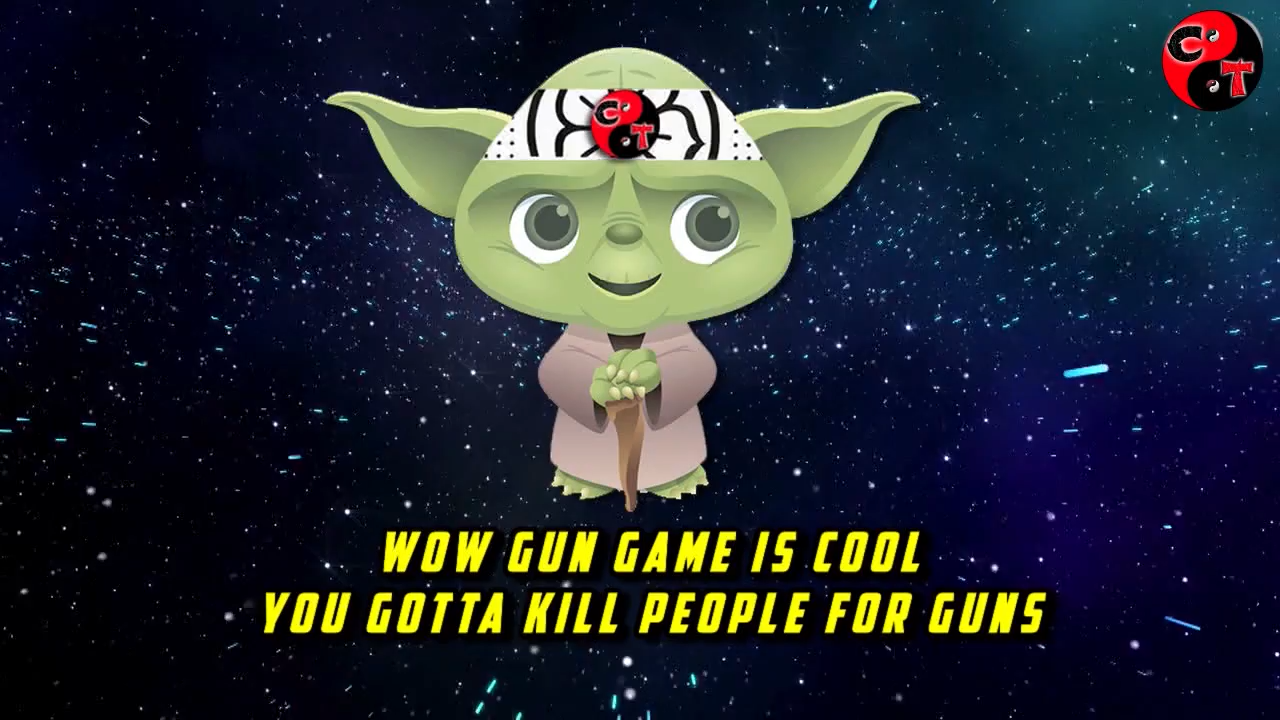 C T
C T
WOW GUN GAME IS COOL
YOU GOTTA KILL PEOPLE FOR GUNS